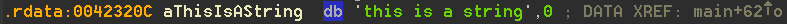 .rdata:0042320C aThisIsAString  db 'this is a string',0 ; DATA XREF: main+62↑o